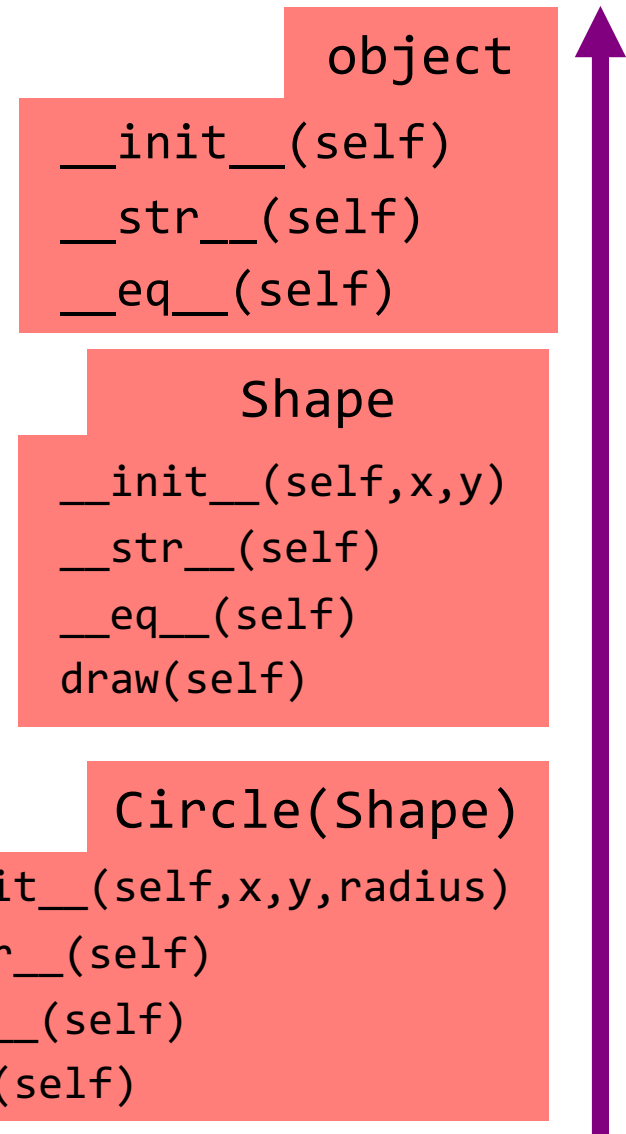 object
__init__(self)
__str__(self)
__eq__(self)
Shape
__init__(self,x,y)
__str__(self)
__eq__(self)
draw(self)
Circle(Shape)
it__(self,x,y,radius)
r__(self)
__(self)
(self)